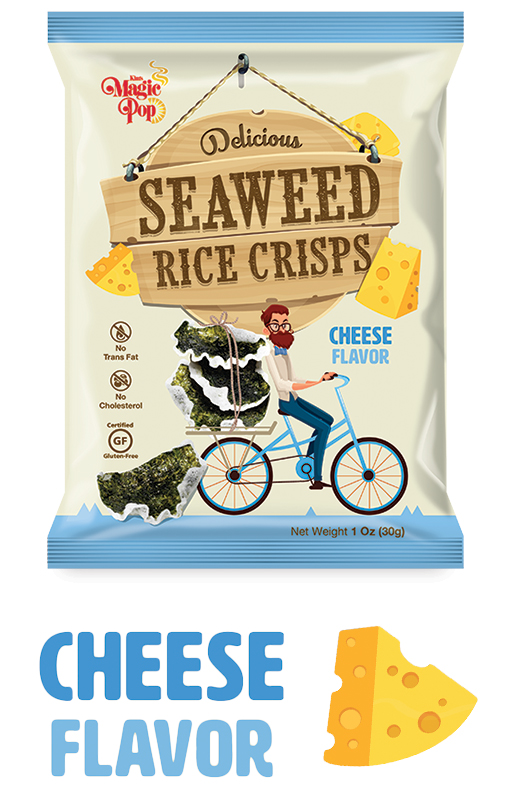 Kim's
Magic
Pop
Delicious
SEAWEED
RICE CRISPS
CHEESE
FLAVOR
No
Trans Fat
No
Cholesterol
Certified
GF
Gluten-Free
Net Weight 1 Oz (30g)
CHEESE
FLAVOR